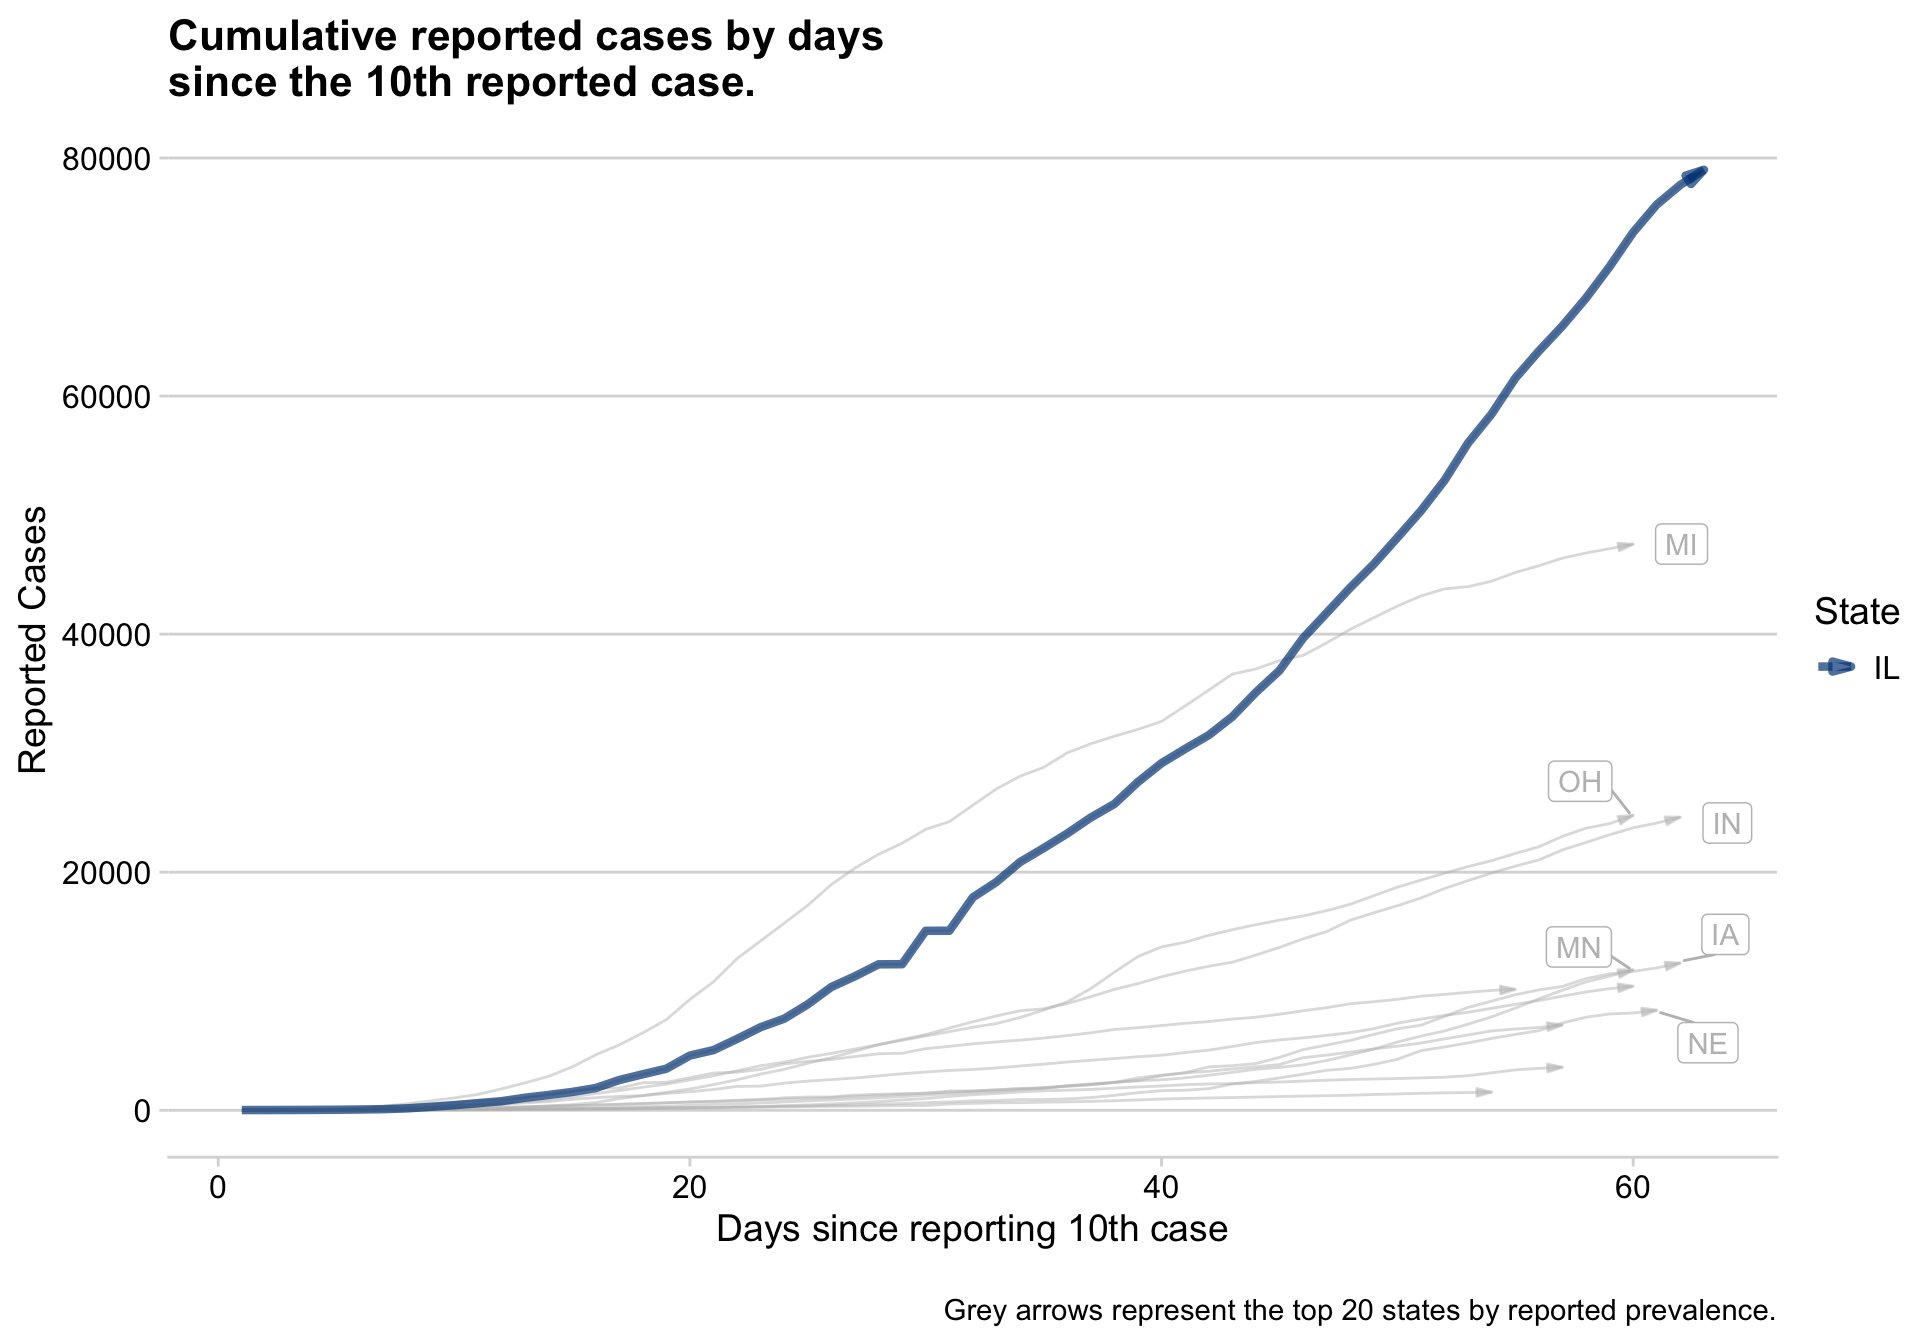 Cumulative reported cases by days
since the 10th reported case.
80000
60000
40000
20000
0
Reported Cases
MI
OH
IN
IA
MN
NE
State
IL
0 20 40 60
Days since reporting 10th case
Grey arrows represent the top 20 states by reported prevalence.